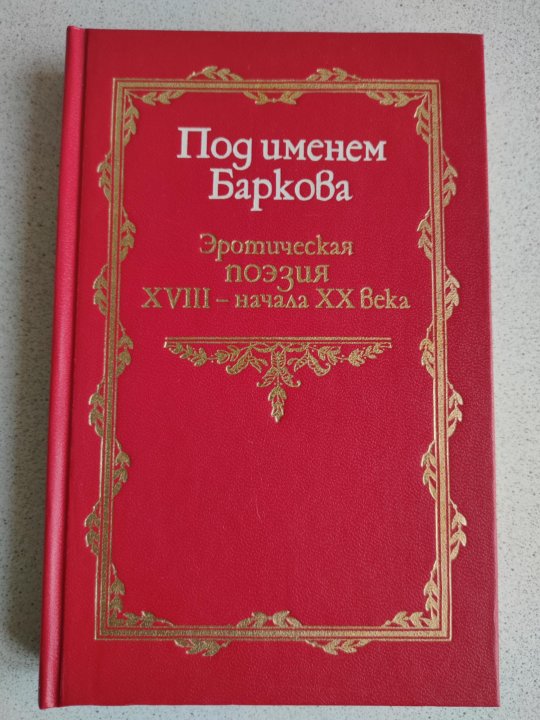 Под именем
Баркова
Эротическая
поэзия
XVIII – начала XX века